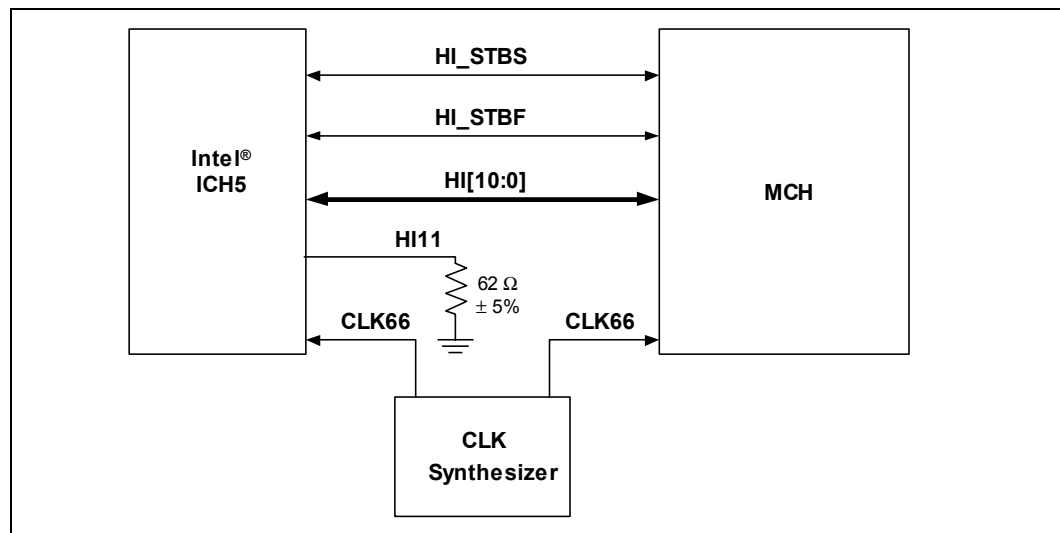 HI_STBS
HI_STBF
Intel®
ICH5
HI[10:0]
MCH
HI11
62 Ω
± 5%
CLK66
CLK66
CLK
Synthesizer